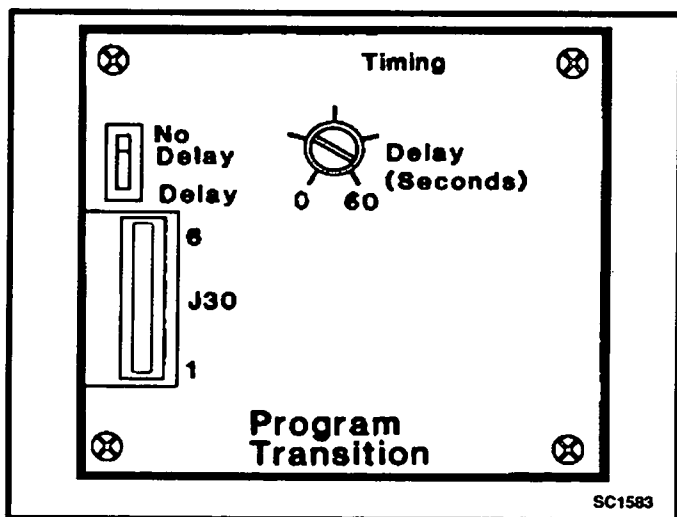 Timing
No
Delay
Delay
Delay
(Seconds)
0 60
6
J30
1
Program
Transition
SC1583